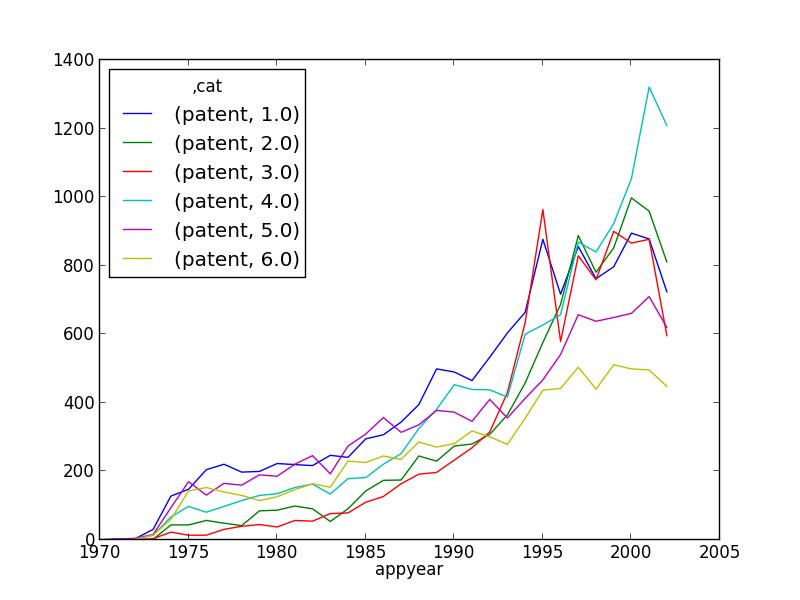 1400
1200
1000
800
600
400
200
0
,cat
(patent, 1.0)
(patent, 2.0)
(patent, 3.0)
(patent, 4.0)
(patent, 5.0)
(patent, 6.0)
1970 1975 1980 1985 1990 1995 2000 2005
appyear